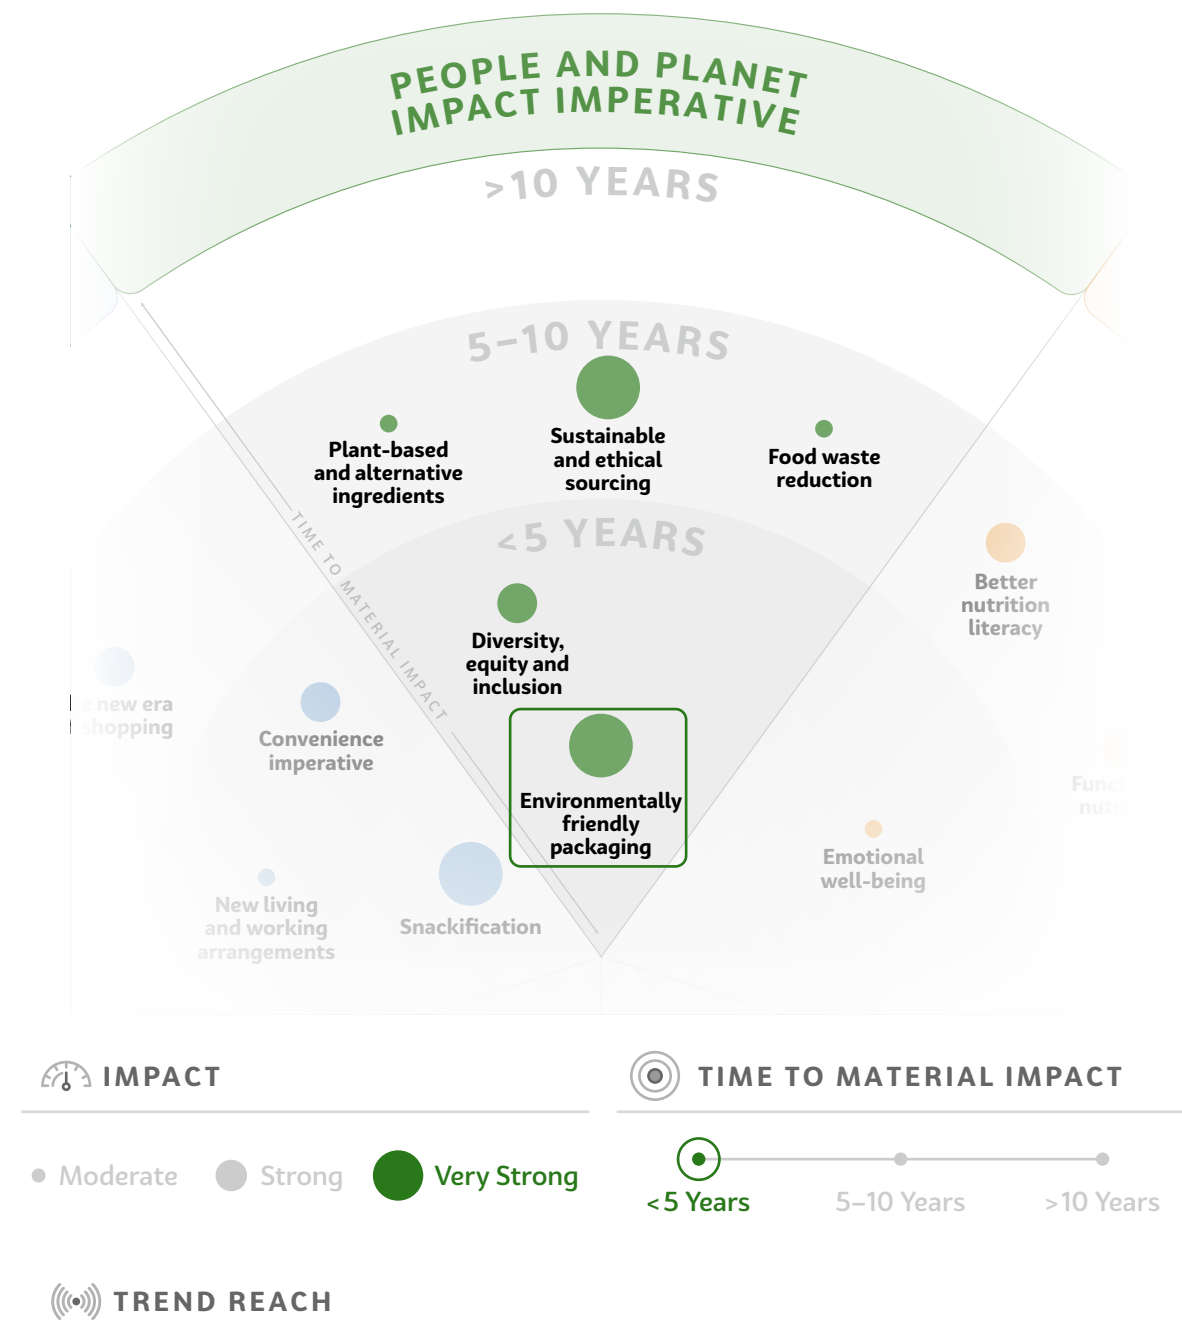 PEOPLE AND PLANET
IMPACT IMPERATIVE
>10 YEARS
5–10 YEARS
Plant-based
and alternative
ingredients
Sustainable
and ethical
sourcing
Food waste
reduction
<5 YEARS
TIME TO MATERIAL IMPACT
Better
nutrition
literacy
Diversity,
equity and
inclusion
new era
shopping
Convenience
imperative
Environmentally
friendly
packaging
Emotional
well-being
New living
and working
arrangements
Snackification
IMPACT
Moderate
Strong
Very Strong
TIME TO MATERIAL IMPACT
<5 Years
5–10 Years
>10 Years
TREND REACH